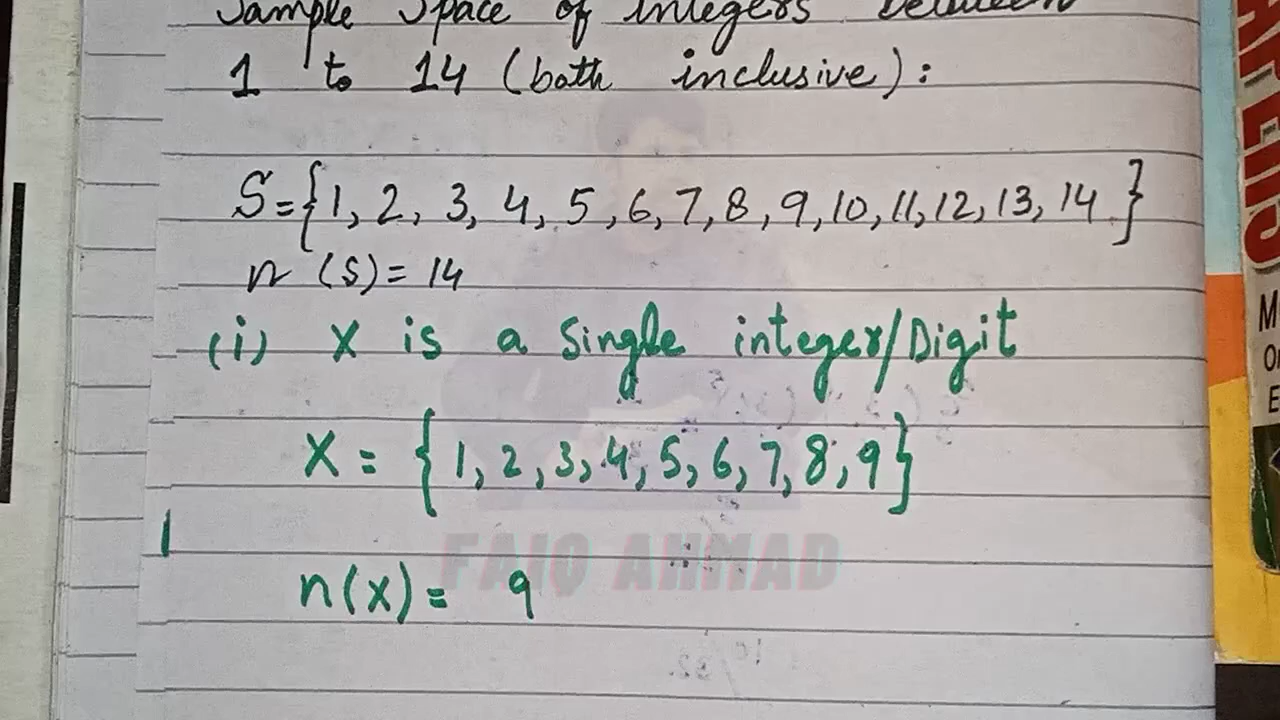 Sample Space of integers between
1 to 14 (both inclusive):
S={1, 2, 3, 4, 5, 6, 7, 8, 9, 10, 11, 12, 13, 14}
n (S) = 14
(i) X is a Single integer/Digit
X = {1, 2, 3, 4, 5, 6, 7, 8, 9}
n(X) = 9
FAIQ AHMAD